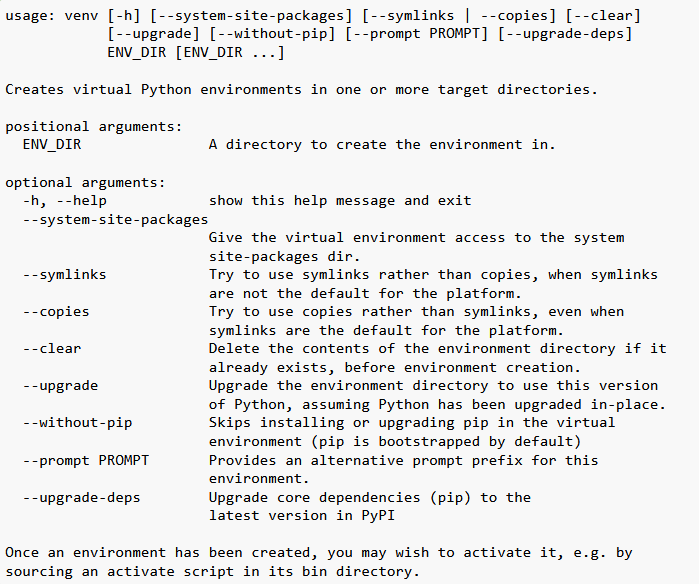 usage: venv [-h] [--system-site-packages] [--symlinks | --copies] [--clear]
            [--upgrade] [--without-pip] [--prompt PROMPT] [--upgrade-deps]
            ENV_DIR [ENV_DIR ...]

Creates virtual Python environments in one or more target directories.

positional arguments:
  ENV_DIR               A directory to create the environment in.

optional arguments:
  -h, --help            show this help message and exit
  --system-site-packages
                        Give the virtual environment access to the system
                        site-packages dir.
  --symlinks            Try to use symlinks rather than copies, when symlinks
                        are not the default for the platform.
  --copies              Try to use copies rather than symlinks, even when
                        symlinks are the default for the platform.
  --clear               Delete the contents of the environment directory if it
                        already exists, before environment creation.
  --upgrade             Upgrade the environment directory to use this version
                        of Python, assuming Python has been upgraded in-place.
  --without-pip         Skips installing or upgrading pip in the virtual
                        environment (pip is bootstrapped by default)
  --prompt PROMPT       Provides an alternative prompt prefix for this
                        environment.
  --upgrade-deps        Upgrade core dependencies (pip) to the
                        latest version in PyPI

Once an environment has been created, you may wish to activate it, e.g. by
sourcing an activate script in its bin directory.